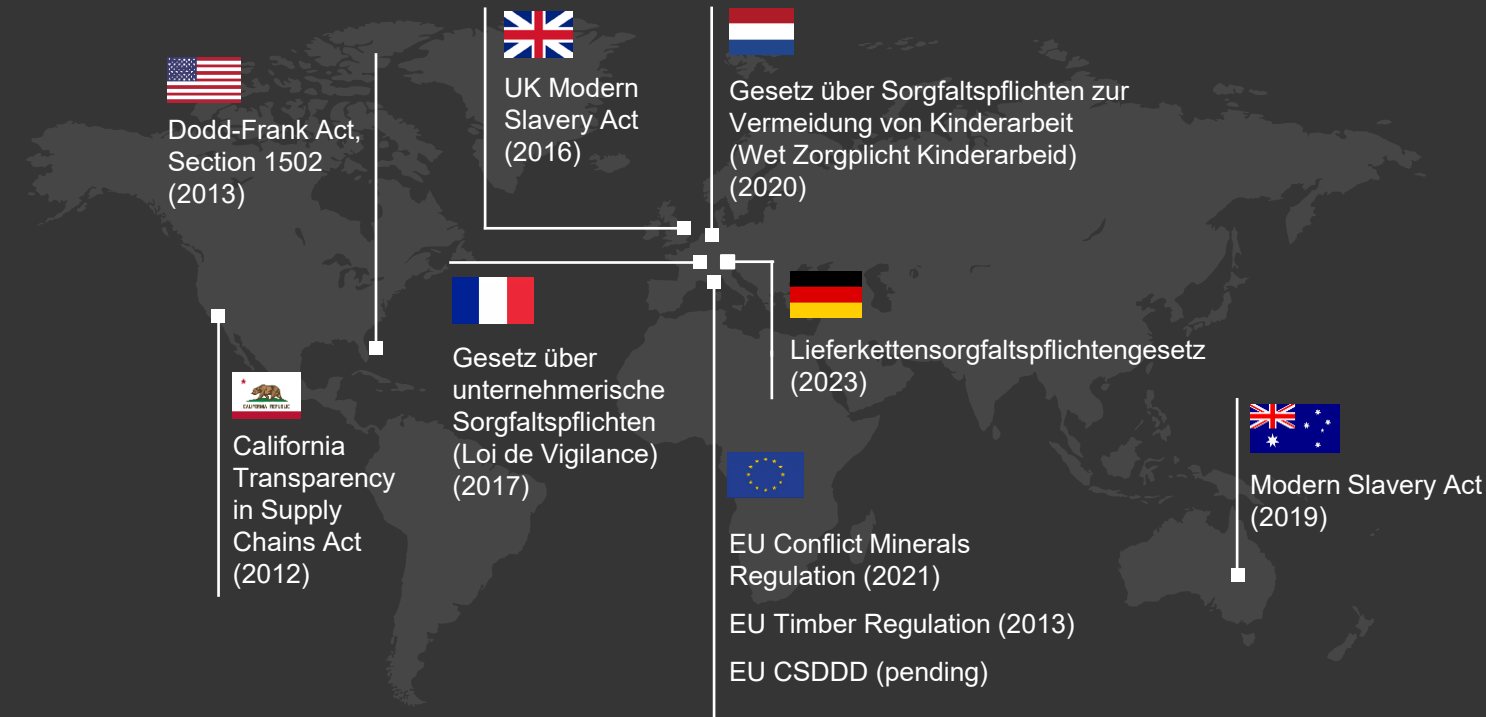 Dodd-Frank Act,
Section 1502
(2013)
UK Modern
Slavery Act
(2016)
Gesetz über Sorgfaltspflichten zur
Vermeidung von Kinderarbeit
(Wet Zorgplicht Kinderarbeid)
(2020)
CALIFORNIA REPUBLIC
California
Transparency
in Supply
Chains Act
(2012)
Gesetz über
unternehmerische
Sorgfaltspflichten
(Loi de Vigilance)
(2017)
Lieferkettensorgfaltspflichtengesetz
(2023)
EU Conflict Minerals
Regulation (2021)
EU Timber Regulation (2013)
EU CSDDD (pending)
Modern Slavery Act
(2019)